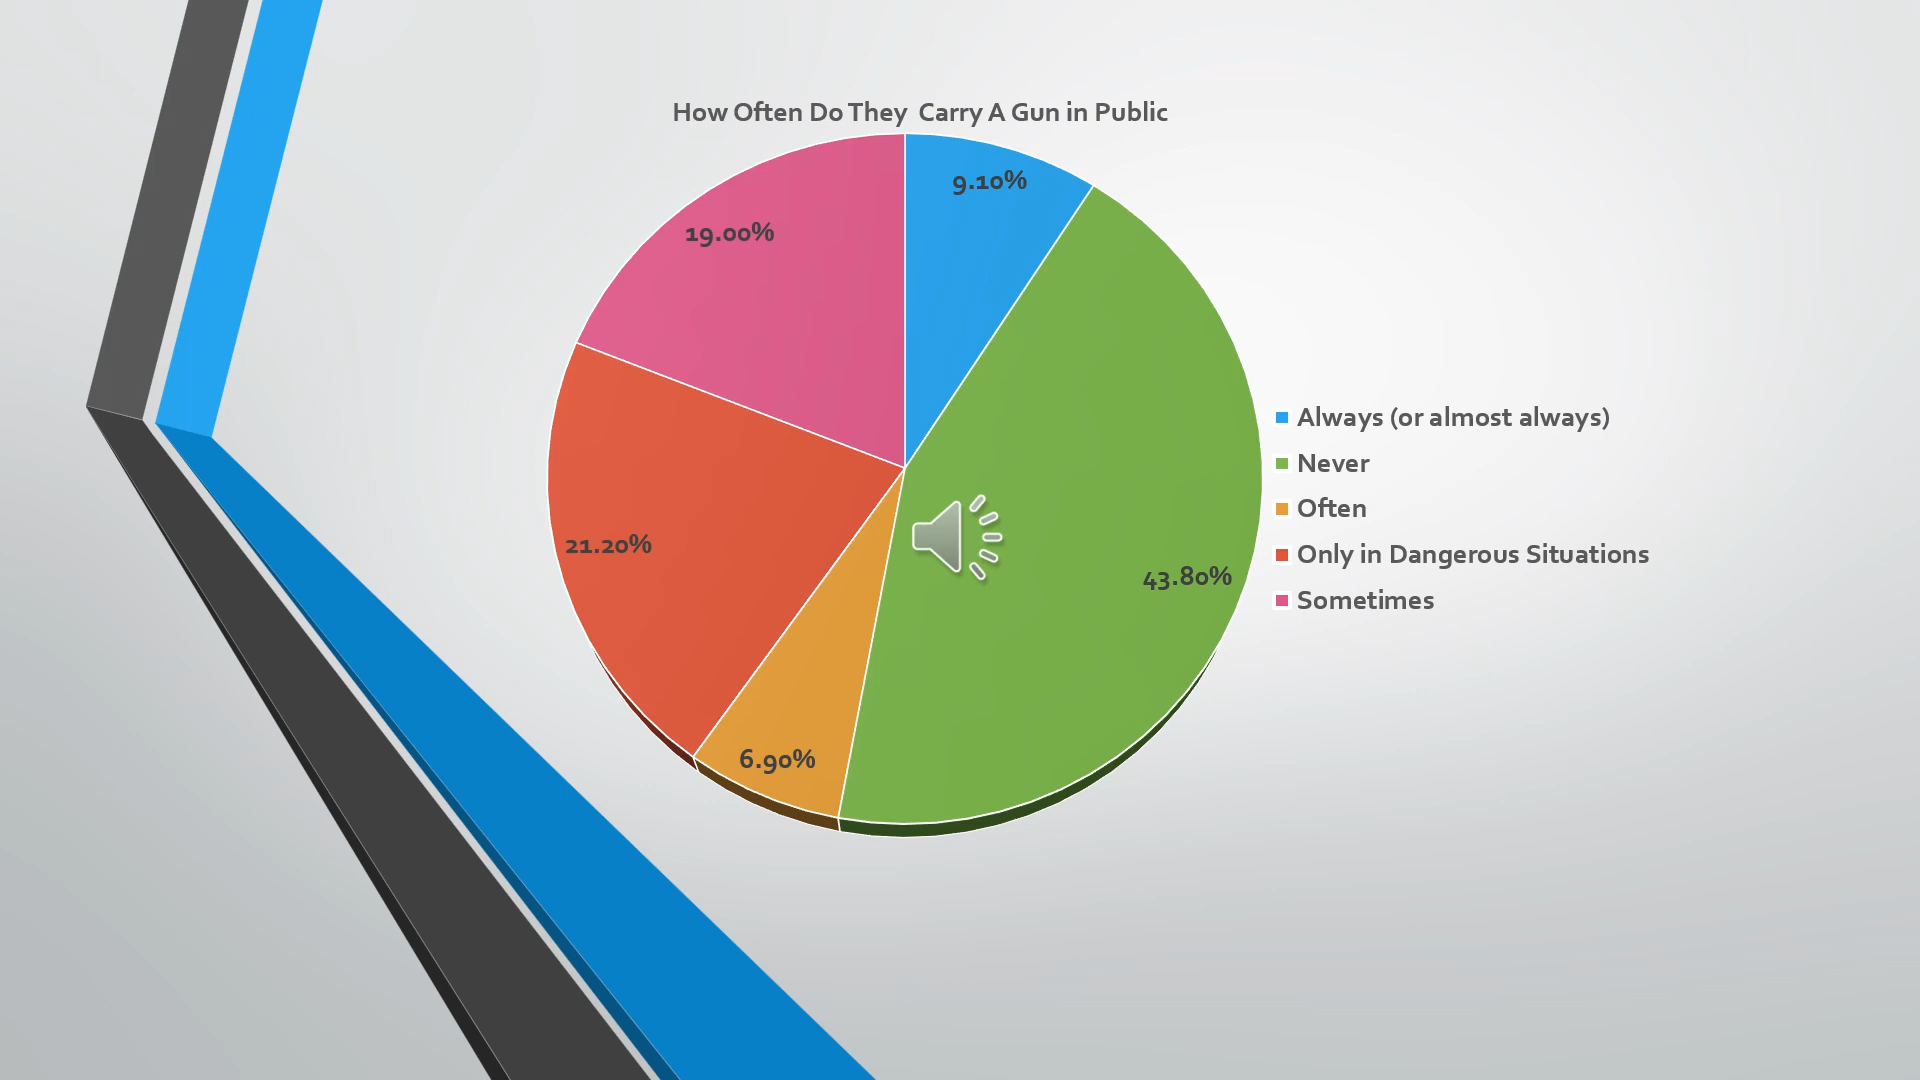 How Often Do They  Carry A Gun in Public
9.10%
19.00%
Always (or almost always)
Never
Often
21.20%
Only in Dangerous Situations
43.80%
Sometimes
6.90%